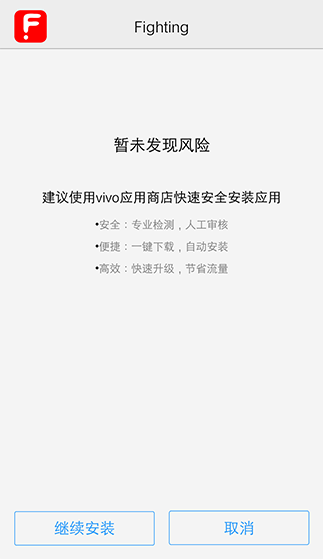 Fighting
暂未发现风险
建议使用vivo应用商店快速安全安装应用
•安全：专业检测，人工审核
•便捷：一键下载，自动安装
•高效：快速升级，节省流量
继续安装
取消